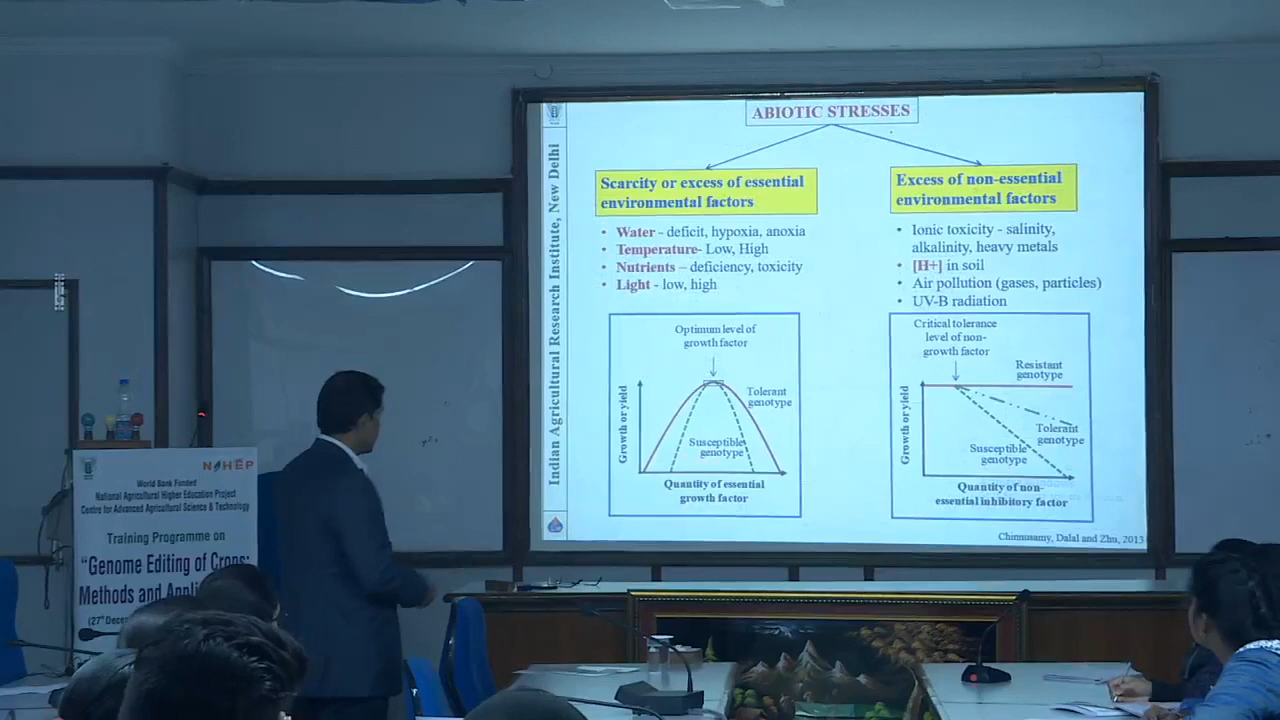 ABIOTIC STRESSES
Indian Agricultural Research Institute, New Delhi
Scarcity or excess of essential
environmental factors
• Water - deficit, hypoxia, anoxia
• Temperature- Low, High
• Nutrients – deficiency, toxicity
• Light - low, high
Optimum level of
growth factor
Tolerant
genotype
Susceptible
genotype
Growth or yield
Quantity of essential
growth factor
Excess of non-essential
environmental factors
• Ionic toxicity - salinity,
alkalinity, heavy metals
• [H+] in soil
• Air pollution (gases, particles)
• UV-B radiation
Critical tolerance
level of non-
growth factor
Resistant
genotype
Tolerant
genotype
Susceptible
genotype
Growth or yield
Quantity of non-
essential inhibitory factor
Chinnusamy, Dalal and Zhu, 2013
NAHEP
World Bank Funded
National Agricultural Higher Education Project
Centre for Advanced Agricultural Science & Technology
Training Programme on
"Genome Editing of Crops:
Methods and
(27th